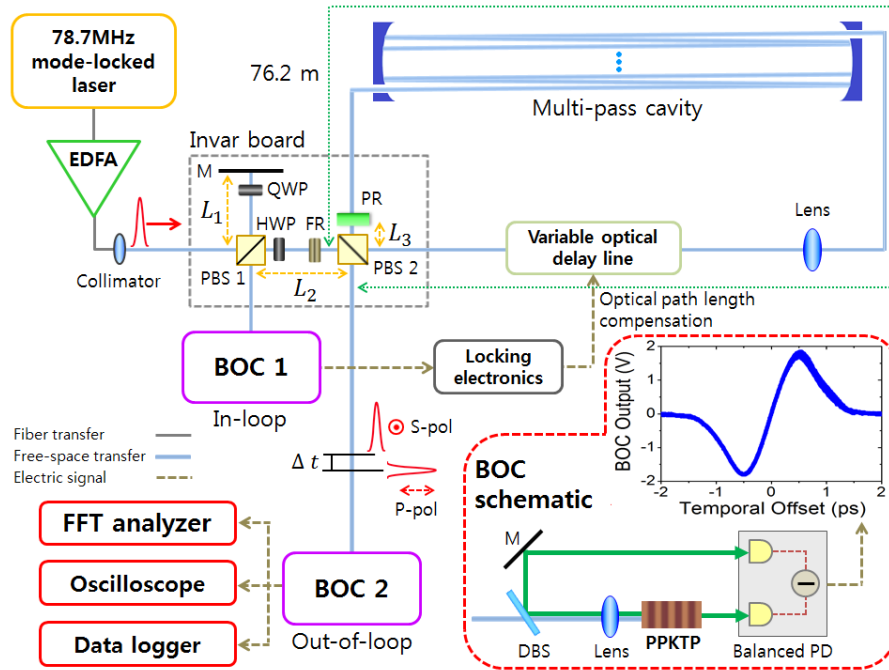 78.7MHz
mode-locked
laser
EDFA
Collimator
76.2 m
Multi-pass cavity
Invar board
M
QWP
L1
HWP
FR
PR
L3
PBS 1
L2
PBS 2
Variable optical
delay line
Lens
Optical path length
compensation
BOC 1
In-loop
Locking
electronics
Fiber transfer
Free-space transfer
Electric signal
Δ t
S-pol
P-pol
FFT analyzer
Oscilloscope
Data logger
BOC 2
Out-of-loop
BOC
schematic
BOC Output (V)
2
1
0
-1
-2
-2
-1
0
1
2
Temporal Offset (ps)
M
DBS
Lens
PPKTP
Balanced PD